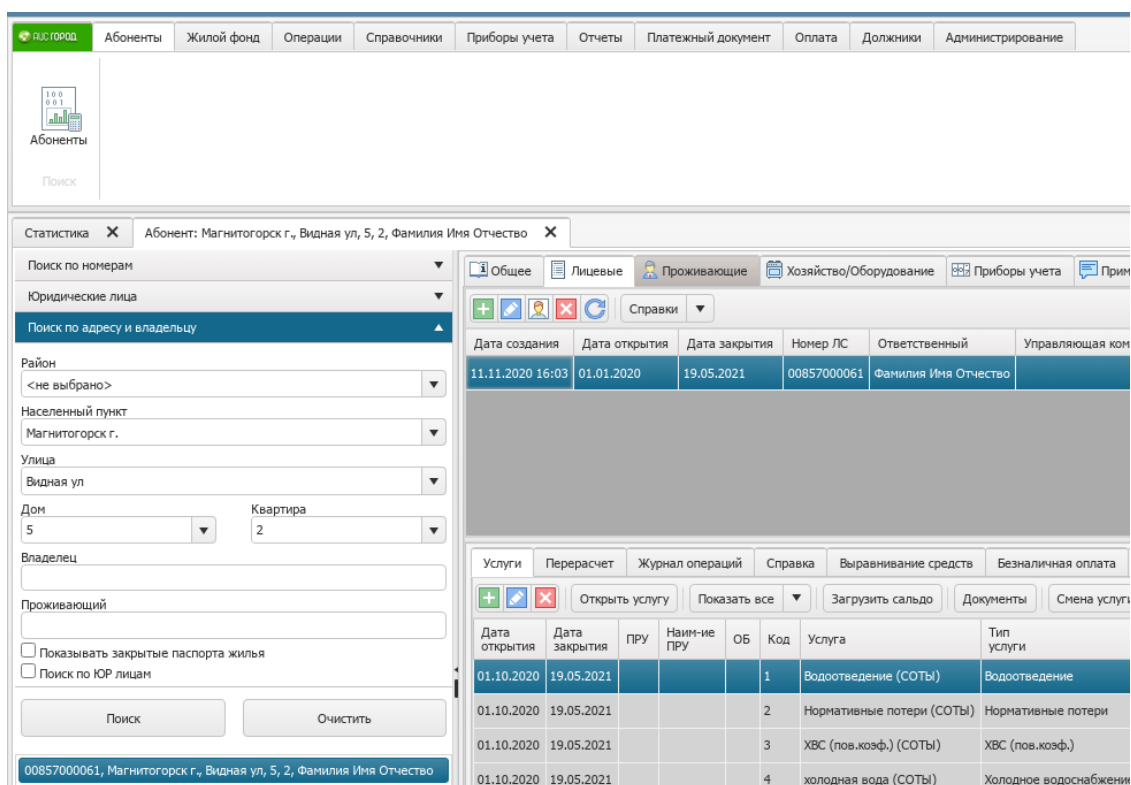 АИС ГОРОД Абоненты Жилой фонд Операции Справочники Приборы учета Отчеты Платежный документ Оплата Должники Администрирование
100
001
Абоненты
Поиск
Статистика X Абонент: Магнитогорск г., Видная ул, 5, 2, Фамилия Имя Отчество X
Поиск по номерам
Юридические лица
Поиск по адресу и владельцу
Район
<не выбрано>
Населенный пункт
Магнитогорск г.
Улица
Видная ул
Дом Квартира
5 2
Владелец
Проживающий
Показывать закрытые паспорта жилья
Поиск по ЮР лицам
Поиск Очистить
00857000061, Магнитогорск г., Видная ул, 5, 2, Фамилия Имя Отчество
Общее Лицевые Проживающие Хозяйство/Оборудование Приборы учета Прим
Справки
Дата создания Дата открытия Дата закрытия Номер ЛС Ответственный Управляющая ком
11.11.2020 16:03 01.01.2020 19.05.2021 00857000061 Фамилия Имя Отчество
Услуги Перерасчет Журнал операций Справка Выравнивание средств Безналичная оплата
Открыть услугу Показать все Загрузить сальдо Документы Смена услуги
Дата открытия Дата закрытия ПРУ Наим-ие ПРУ ОБ Код Услуга Тип услуги
01.10.2020 19.05.2021 1 Водоотведение (СОТЫ) Водоотведение
01.10.2020 19.05.2021 2 Нормативные потери (СОТЫ) Нормативные потери
01.10.2020 19.05.2021 3 ХВС (пов.коэф.) (СОТЫ) ХВС (пов.коэф.)
01.10.2020 19.05.2021 4 холодная вода (СОТЫ) Холодное водоснабжение